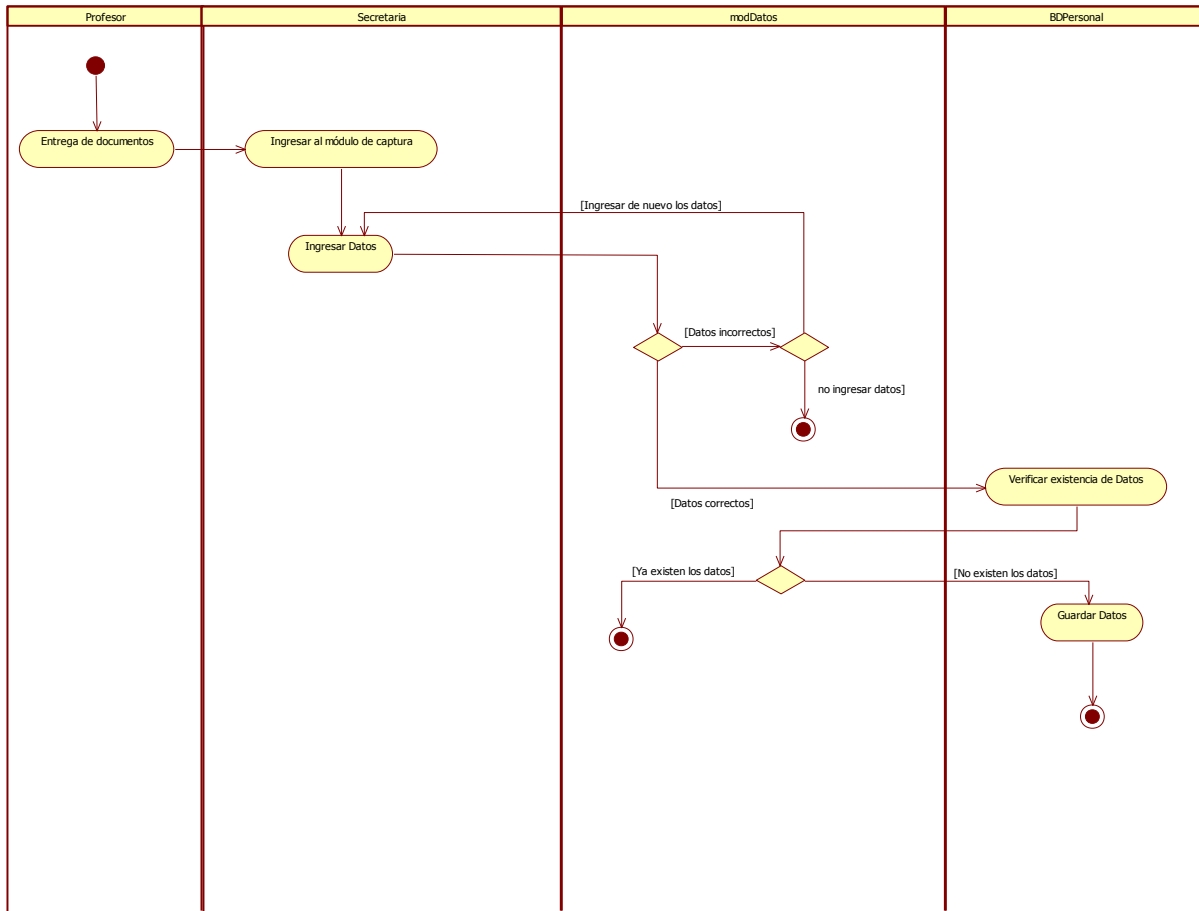 Profesor
Secretaria
modDatos
BDPersonal
Entrega de documentos
Ingresar al módulo de captura
[Ingresar de nuevo los datos]
Ingresar Datos
[Datos incorrectos]
no ingresar datos]
Verificar existencia de Datos
[Datos correctos]
[Ya existen los datos]
[No existen los datos]
Guardar Datos